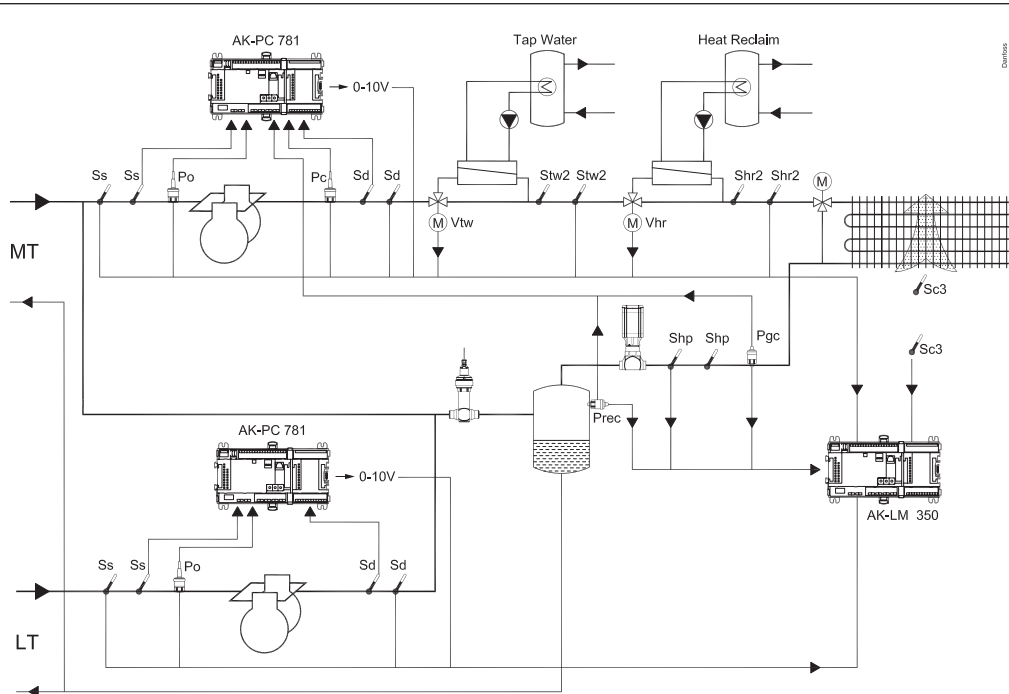 AK-PC 781
Tap Water
Heat Reclaim
Danfoss
0-10V
M
M
Ss
Ss
Po
Pc
Sd
Sd
Stw2
Stw2
Shr2
Shr2
M
M
Vtw
M
Vhr
MT
Sc3
Shp
Shp
Pgc
Sc3
Prec
AK-PC 781
0-10V
AK-LM 350
Ss
Ss
Po
Sd
Sd
LT